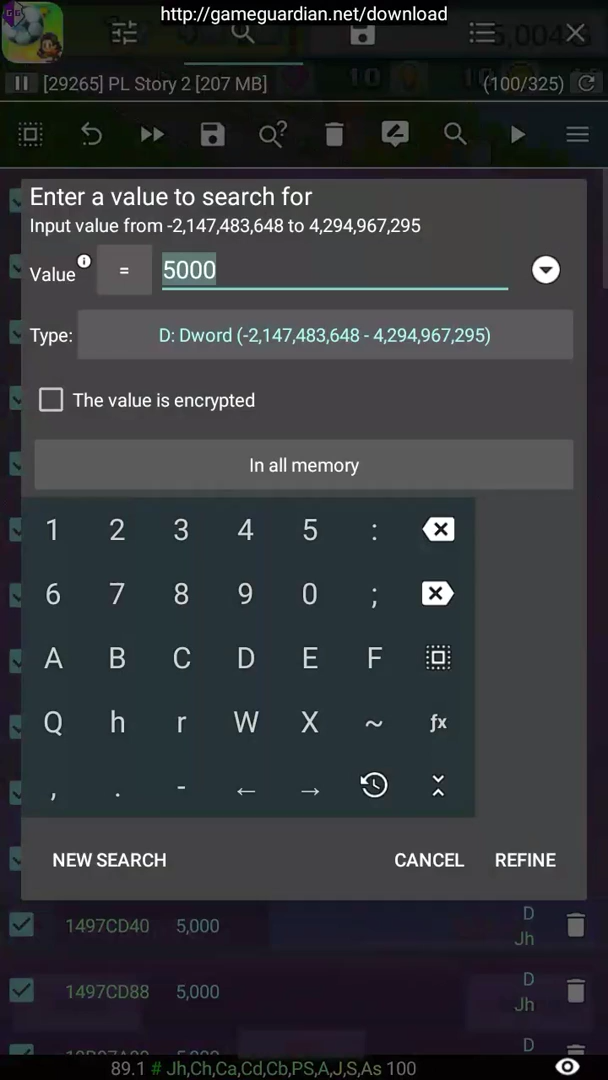 http://gameguardian.net/download
5,004
[29265] PL Story 2 [207 MB] (100/325)
10 10
Enter a value to search for
Input value from -2,147,483,648 to 4,294,967,295
Value i = 5000
Type: D: Dword (-2,147,483,648 - 4,294,967,295)
The value is encrypted
In all memory
1 2 3 4 5 :
6 7 8 9 0 ;
A B C D E F
Q h r W X ~ fx
, . - ← →
NEW SEARCH CANCEL REFINE
1497CD40 5,000 D
Jh
1497CD88 5,000 D
Jh
D
89.1 # Jh,Ch,Ca,Cd,Cb,PS,A,J,S,As 100